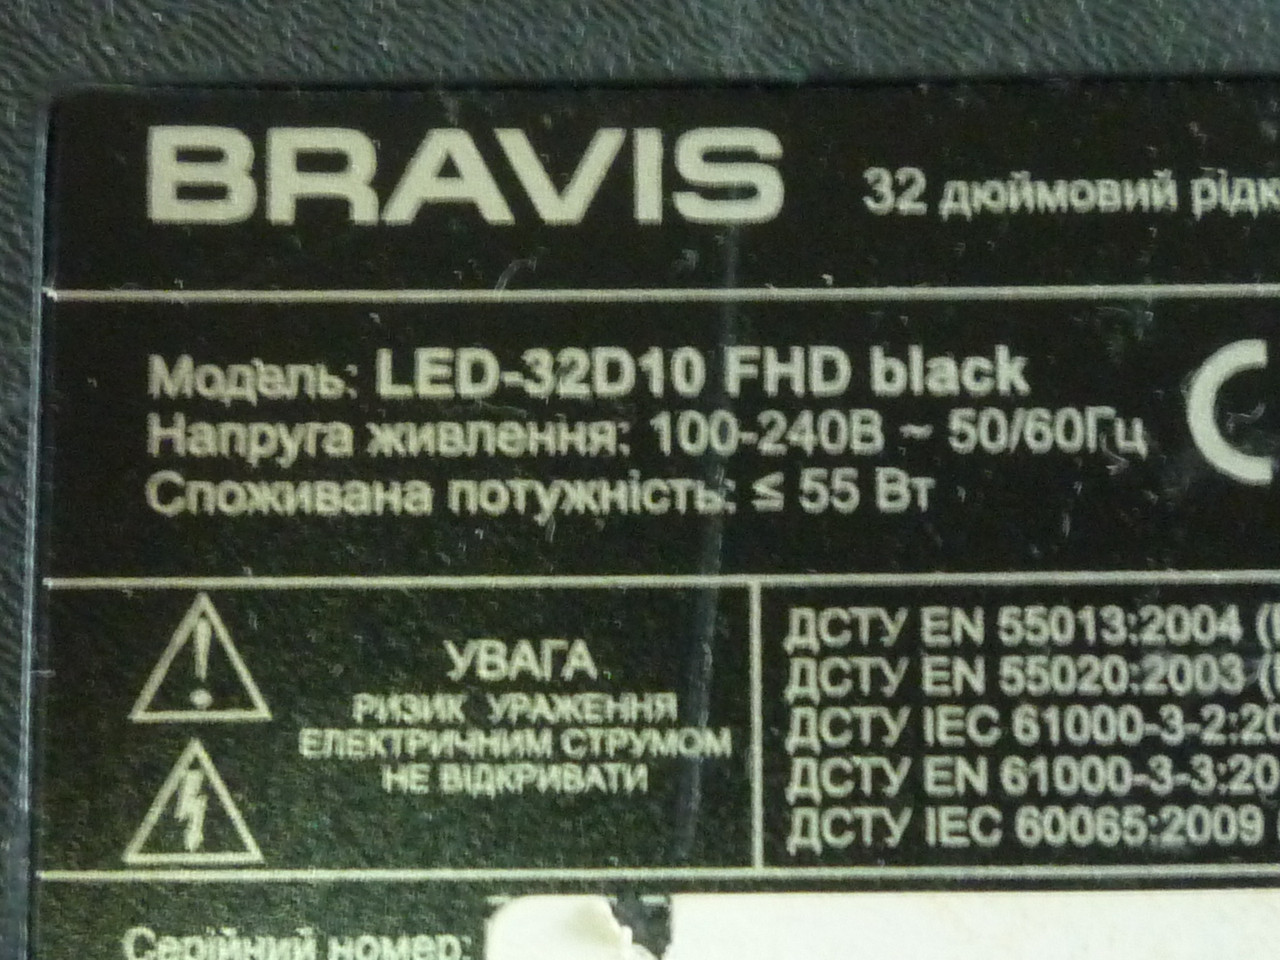 BRAVIS
32 дюймовий рідк
Модель: LED-32D10 FHD black
Напруга живлення: 100-240В ~ 50/60Гц
Споживана потужність: ≤ 55 Вт
CE
УВАГА
РИЗИК УРАЖЕННЯ
ЕЛЕКТРИЧНИМ СТРУМОМ
НЕ ВІДКРИВАТИ
ДСТУ EN 55013:2004 (
ДСТУ EN 55020:2003 (
ДСТУ IEC 61000-3-2:20
ДСТУ EN 61000-3-3:20
ДСТУ IEC 60065:2009
Серійний номер: